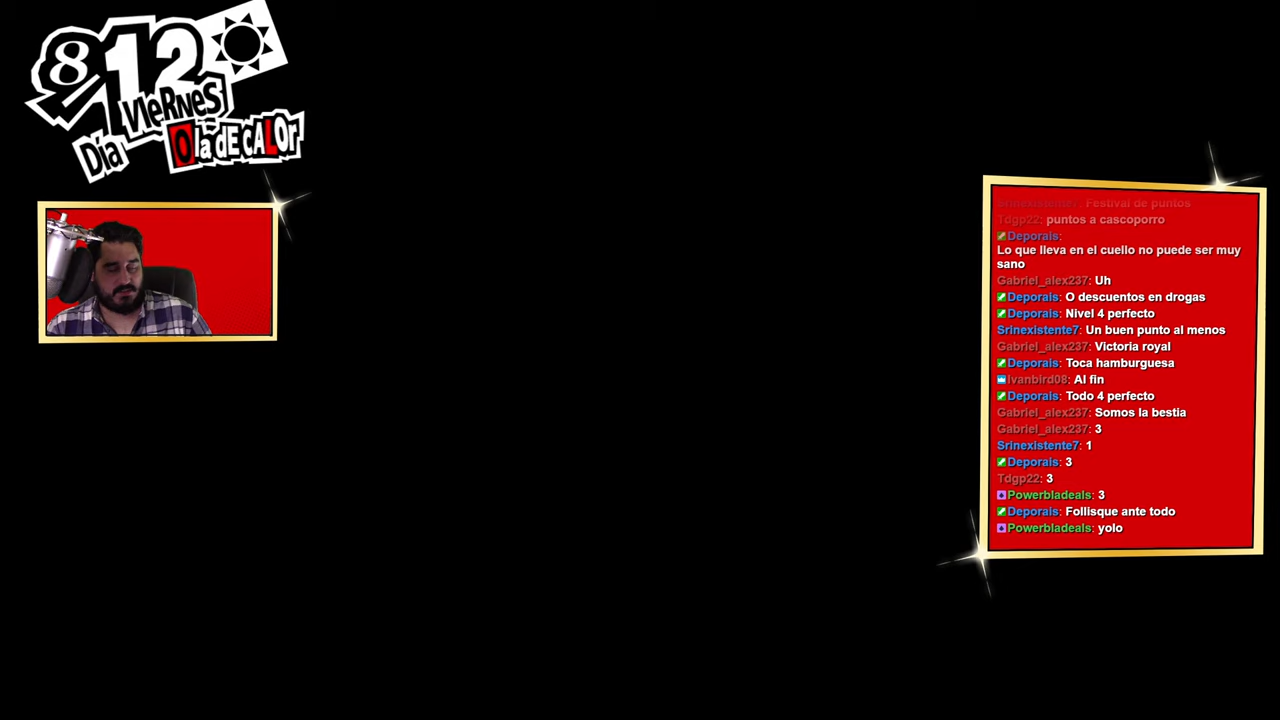 8/12
VIeRNeS
Día
Ola dE CALOr
Srinexistente7: Festival de puntos
Tdgp22: puntos a cascoporro
Deporais:
Lo que lleva en el cuello no puede ser muy
sano
Gabriel_alex237: Uh
Deporais: O descuentos en drogas
Deporais: Nivel 4 perfecto
Srinexistente7: Un buen punto al menos
Gabriel_alex237: Victoria royal
Deporais: Toca hamburguesa
Ivanbird08: Al fin
Deporais: Todo 4 perfecto
Gabriel_alex237: Somos la bestia
Gabriel_alex237: 3
Srinexistente7: 1
Deporais: 3
Tdgp22: 3
Powerbladeals: 3
Deporais: Follisque ante todo
Powerbladeals: yolo